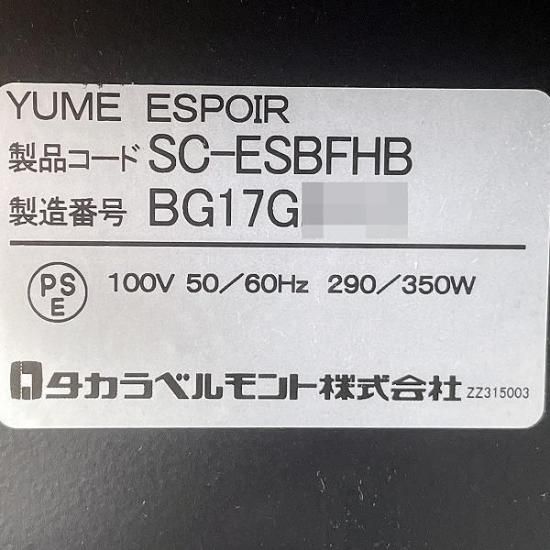 YUME ESPOIR
製品コード SC-ESBFHB
製造番号 BG17G
PSE 100V 50/60Hz 290/350W
タカラベルモント株式会社 ZZ315003